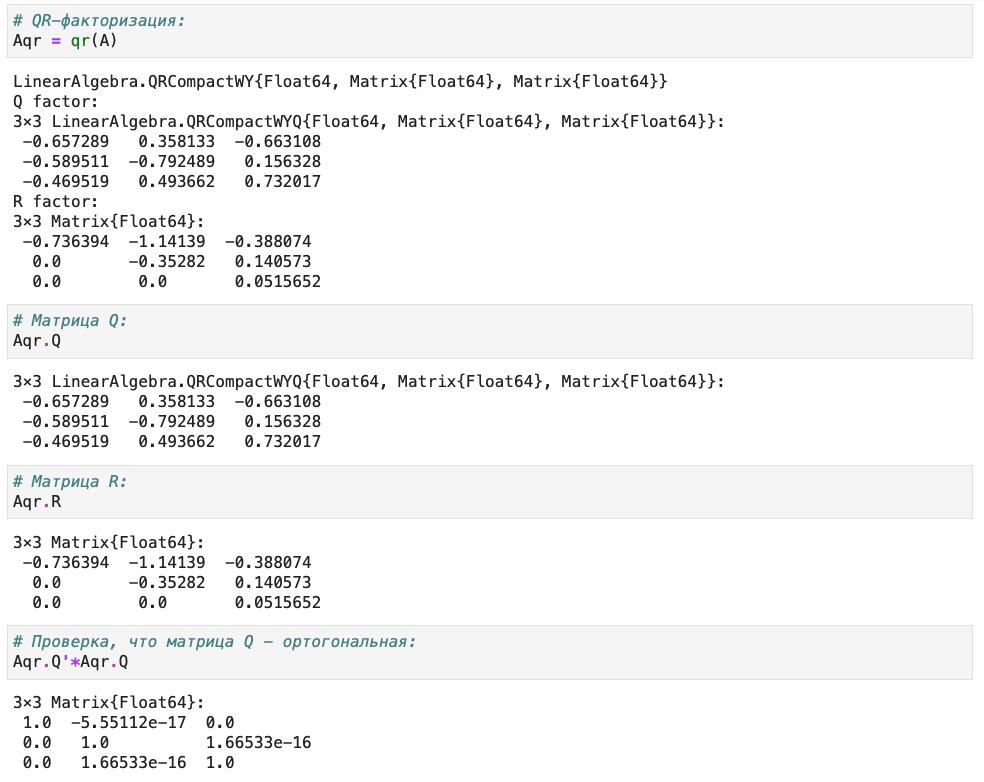 # QR-факторизация:
Aqr = qr(A)
LinearAlgebra.QRCompactWY{Float64, Matrix{Float64}, Matrix{Float64}}
Q factor:
3×3 LinearAlgebra.QRCompactWYQ{Float64, Matrix{Float64}, Matrix{Float64}}:
 -0.657289   0.358133  -0.663108
 -0.589511  -0.792489   0.156328
 -0.469519   0.493662   0.732017
R factor:
3×3 Matrix{Float64}:
 -0.736394  -1.14139  -0.388074
  0.0       -0.35282   0.140573
  0.0        0.0       0.0515652
# Матрица Q:
Aqr.Q
3×3 LinearAlgebra.QRCompactWYQ{Float64, Matrix{Float64}, Matrix{Float64}}:
 -0.657289   0.358133  -0.663108
 -0.589511  -0.792489   0.156328
 -0.469519   0.493662   0.732017
# Матрица R:
Aqr.R
3×3 Matrix{Float64}:
 -0.736394  -1.14139  -0.388074
  0.0       -0.35282   0.140573
  0.0        0.0       0.0515652
# Проверка, что матрица Q - ортогональная:
Aqr.Q'*Aqr.Q
3×3 Matrix{Float64}:
 1.0  -5.55112e-17  0.0
 0.0   1.0          1.66533e-16
 0.0   1.66533e-16  1.0